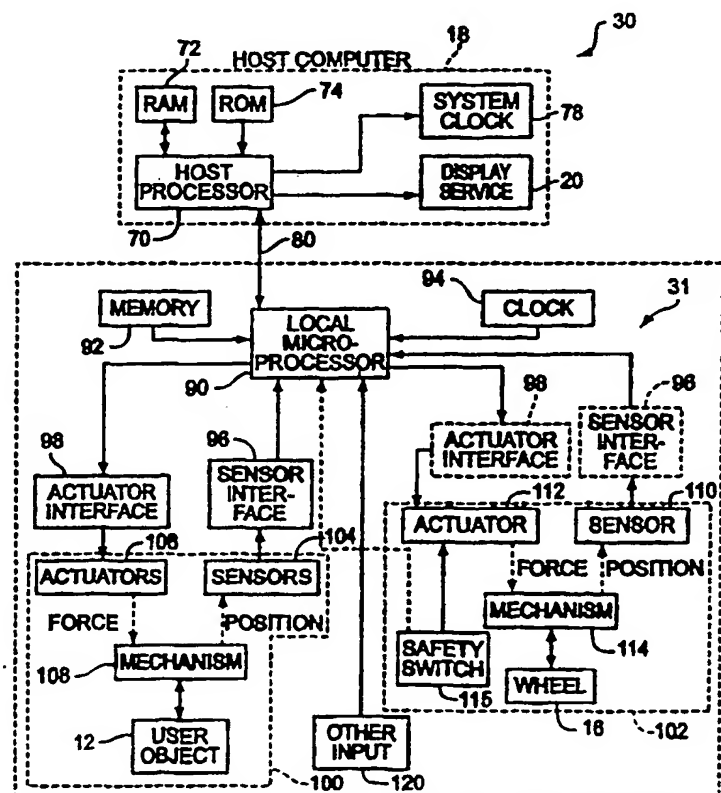 30
18
HOST COMPUTER
72
74
RAM
ROM
SYSTEM
CLOCK
78
HOST
PROCESSOR
DISPLAY
SERVICE
70
80
20
94
31
MEMORY
CLOCK
92
LOCAL
MICRO-
PROCESSOR
90
98
96
98
96
ACTUATOR
INTERFACE
SENSOR
INTER-
FACE
ACTUATOR
INTERFACE
SENSOR
INTER-
FACE
106
104
112
110
ACTUATORS
SENSORS
ACTUATOR
SENSOR
FORCE
POSITION
FORCE
POSITION
MECHANISM
108
MECHANISM
114
SAFETY
SWITCH
115
WHEEL
16
12
USER
OBJECT
OTHER
INPUT
100
120
102